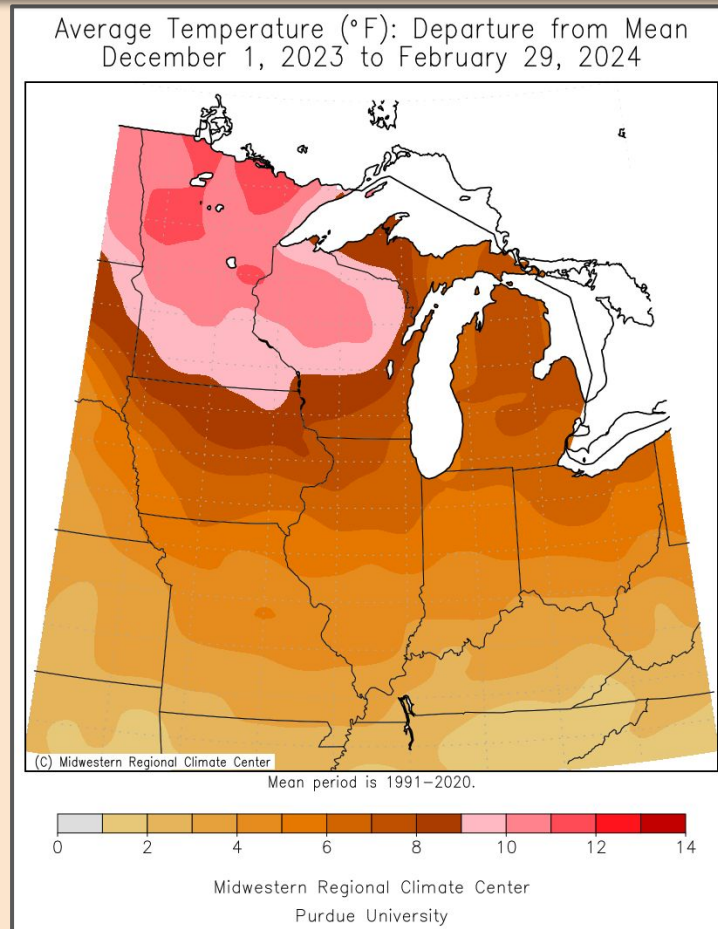 Average Temperature (°F): Departure from Mean
December 1, 2023 to February 29, 2024
(C) Midwestern Regional Climate Center
Mean period is 1991-2020.
0 2 4 6 8 10 12 14
Midwestern Regional Climate Center
Purdue University